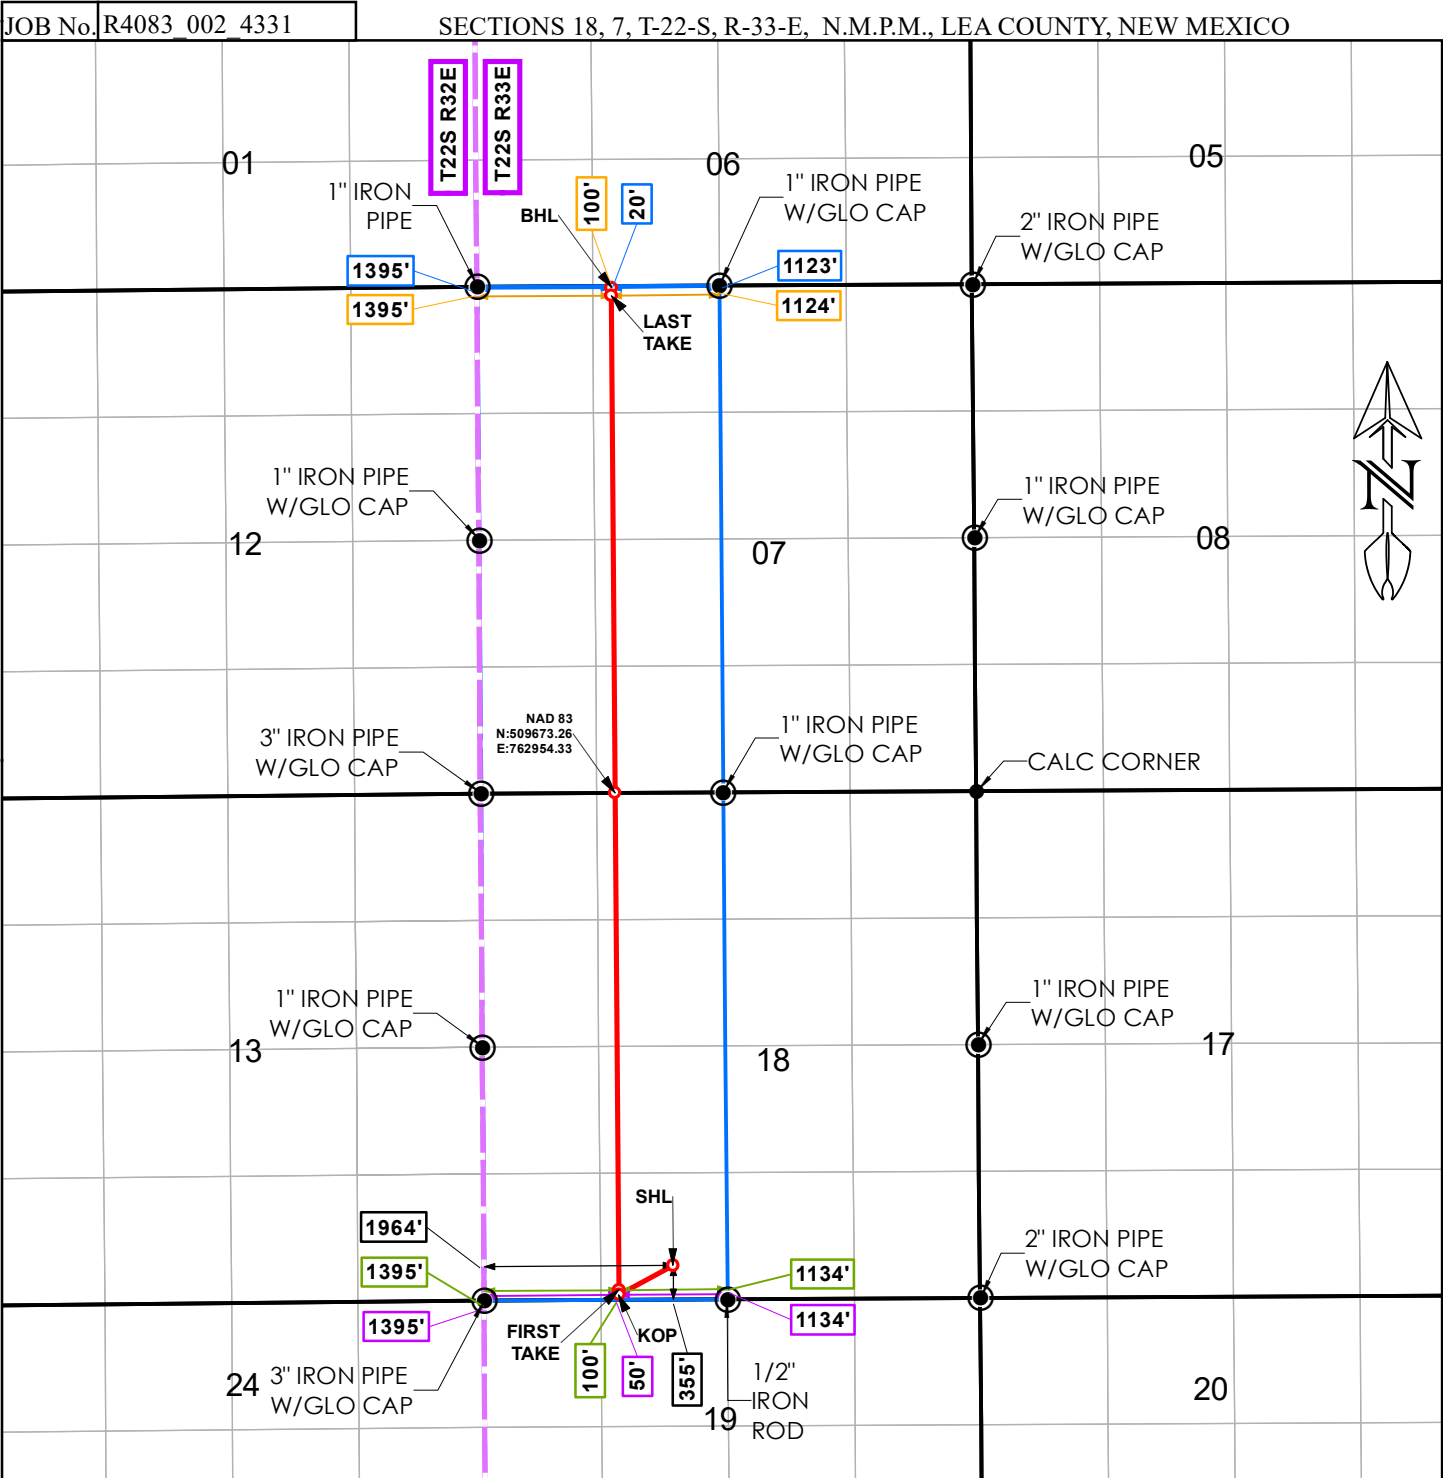 JOB No. R4083_002_4331
SECTIONS 18, 7, T-22-S, R-33-E, N.M.P.M., LEA COUNTY, NEW MEXICO
T22S R32E
T22S R33E
01
06
05
1" IRON
PIPE
BHL
100'
20'
1" IRON PIPE
W/GLO CAP
2" IRON PIPE
W/GLO CAP
1395'
1123'
1395'
1124'
LAST
TAKE
N
1" IRON PIPE
W/GLO CAP
1" IRON PIPE
W/GLO CAP
12
07
08
NAD 83
N:509673.26
E:762954.33
3" IRON PIPE
W/GLO CAP
1" IRON PIPE
W/GLO CAP
CALC CORNER
1" IRON PIPE
W/GLO CAP
1" IRON PIPE
W/GLO CAP
13
18
17
SHL
1964'
1395'
1134'
2" IRON PIPE
W/GLO CAP
1395'
1134'
FIRST
TAKE
KOP
100'
50'
355'
24
3" IRON PIPE
W/GLO CAP
1/2"
IRON
ROD
19
20